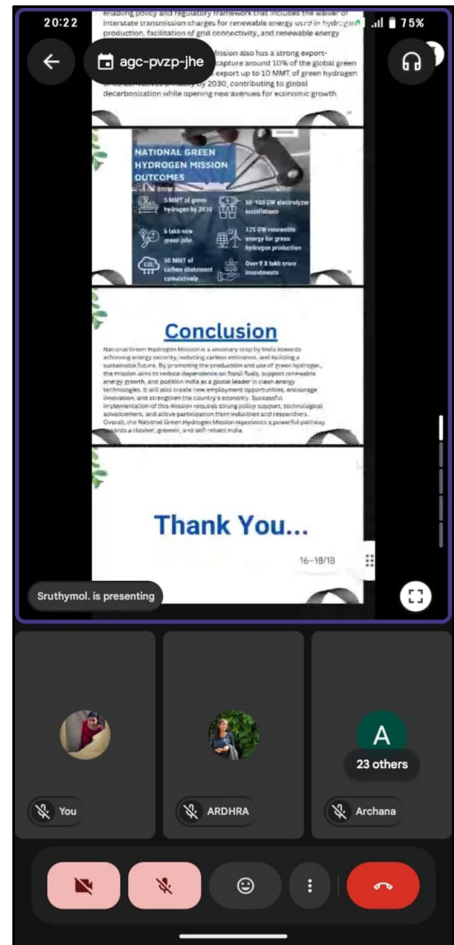 20:22
75%
enabling policy and regulatory framework that includes the waiver of
interstate transmission charges for renewable energy used in hydrogen
production, facilitation of grid connectivity, and renewable energy
agc-pvzp-jhe
Mission also has a strong export-
capture around 10% of the global green
export up to 10 MMT of green hydrogen
by 2030, contributing to global
decarbonization while opening new avenues for economic growth.
NATIONAL GREEN
HYDROGEN MISSION
OUTCOMES
5 MMT of green
hydrogen by 2030
60-100 GW electrolyzer
installations
6 lakh new
green jobs
125 GW renewable
energy for green
hydrogen production
CO₂
50 MMT of
carbon abatement
cumulatively
Over ₹ 8 lakh crore
investments
Conclusion
National Green Hydrogen Mission is a visionary step by India towards
achieving energy security, reducing carbon emissions, and building a
sustainable future. By promoting the production and use of green hydrogen,
the mission aims to reduce dependence on fossil fuels, support renewable
energy growth, and position India as a global leader in clean energy
technologies. It will also create new employment opportunities, encourage
innovation, and strengthen the country's economy. Successful
implementation of this mission requires strong policy support, technological
advancement, and active participation from industries and researchers.
Overall, the National Green Hydrogen Mission represents a powerful pathway
towards a cleaner, greener, and self-reliant India.
Thank You...
16-18/18
Sruthymol. is presenting
A
23 others
You
ARDHRA
Archana